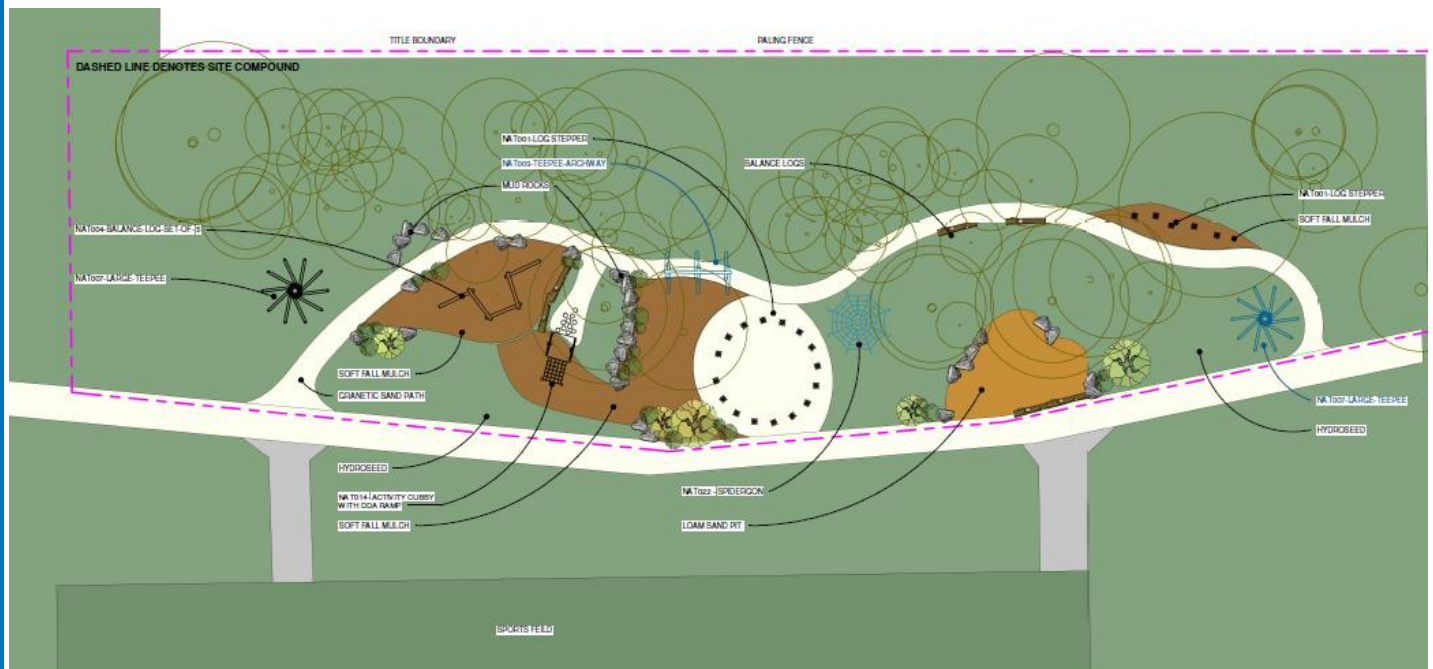 TITLE BOUNDARY
PALING FENCE
DASHED LINE DENOTES SITE COMPOUND
NAT001-LOG STEPPER
NAT003-TEEPEE-ARCHWAY
BALANCE LOGS
MUD ROCKS
NAT001-LOG STEPPER
SOFT FALL MULCH
NAT004-BALANCE-LOG-SET-OF-5
NAT007-LARGE-TEEPEE
SOFT FALL MULCH
GRANETIC SAND PATH
NAT007-LARGE-TEEPEE
HYDROSEED
HYDROSEED
NAT014-ACTIVITY CUBBY
WITH DDA RAMP
NAT022 - SPIDERGON
SOFT FALL MULCH
LOAM SAND PIT
SPORTS FEILD